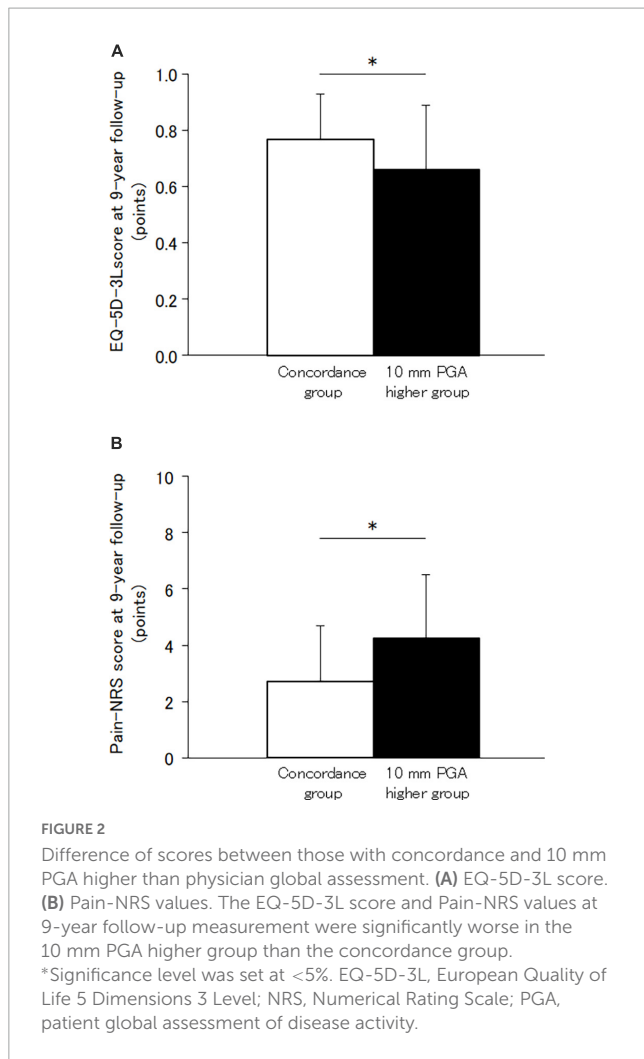 A
*
EQ-5D-3Lscore at 9-year follow-up
(points)
1.0
0.8
0.6
0.4
0.2
0.0
Concordance
group
10 mm PGA
higher group
B
*
Pain-NRS score at 9-year follow-up
(points)
10
8
6
4
2
0
Concordance
group
10 mm PGA
higher group
FIGURE 2
Difference of scores between those with concordance and 10 mm
PGA higher than physician global assessment. (A) EQ-5D-3L score.
(B) Pain-NRS values. The EQ-5D-3L score and Pain-NRS values at
9-year follow-up measurement were significantly worse in the
10 mm PGA higher group than the concordance group.
*Significance level was set at <5%. EQ-5D-3L, European Quality of
Life 5 Dimensions 3 Level; NRS, Numerical Rating Scale; PGA,
patient global assessment of disease activity.